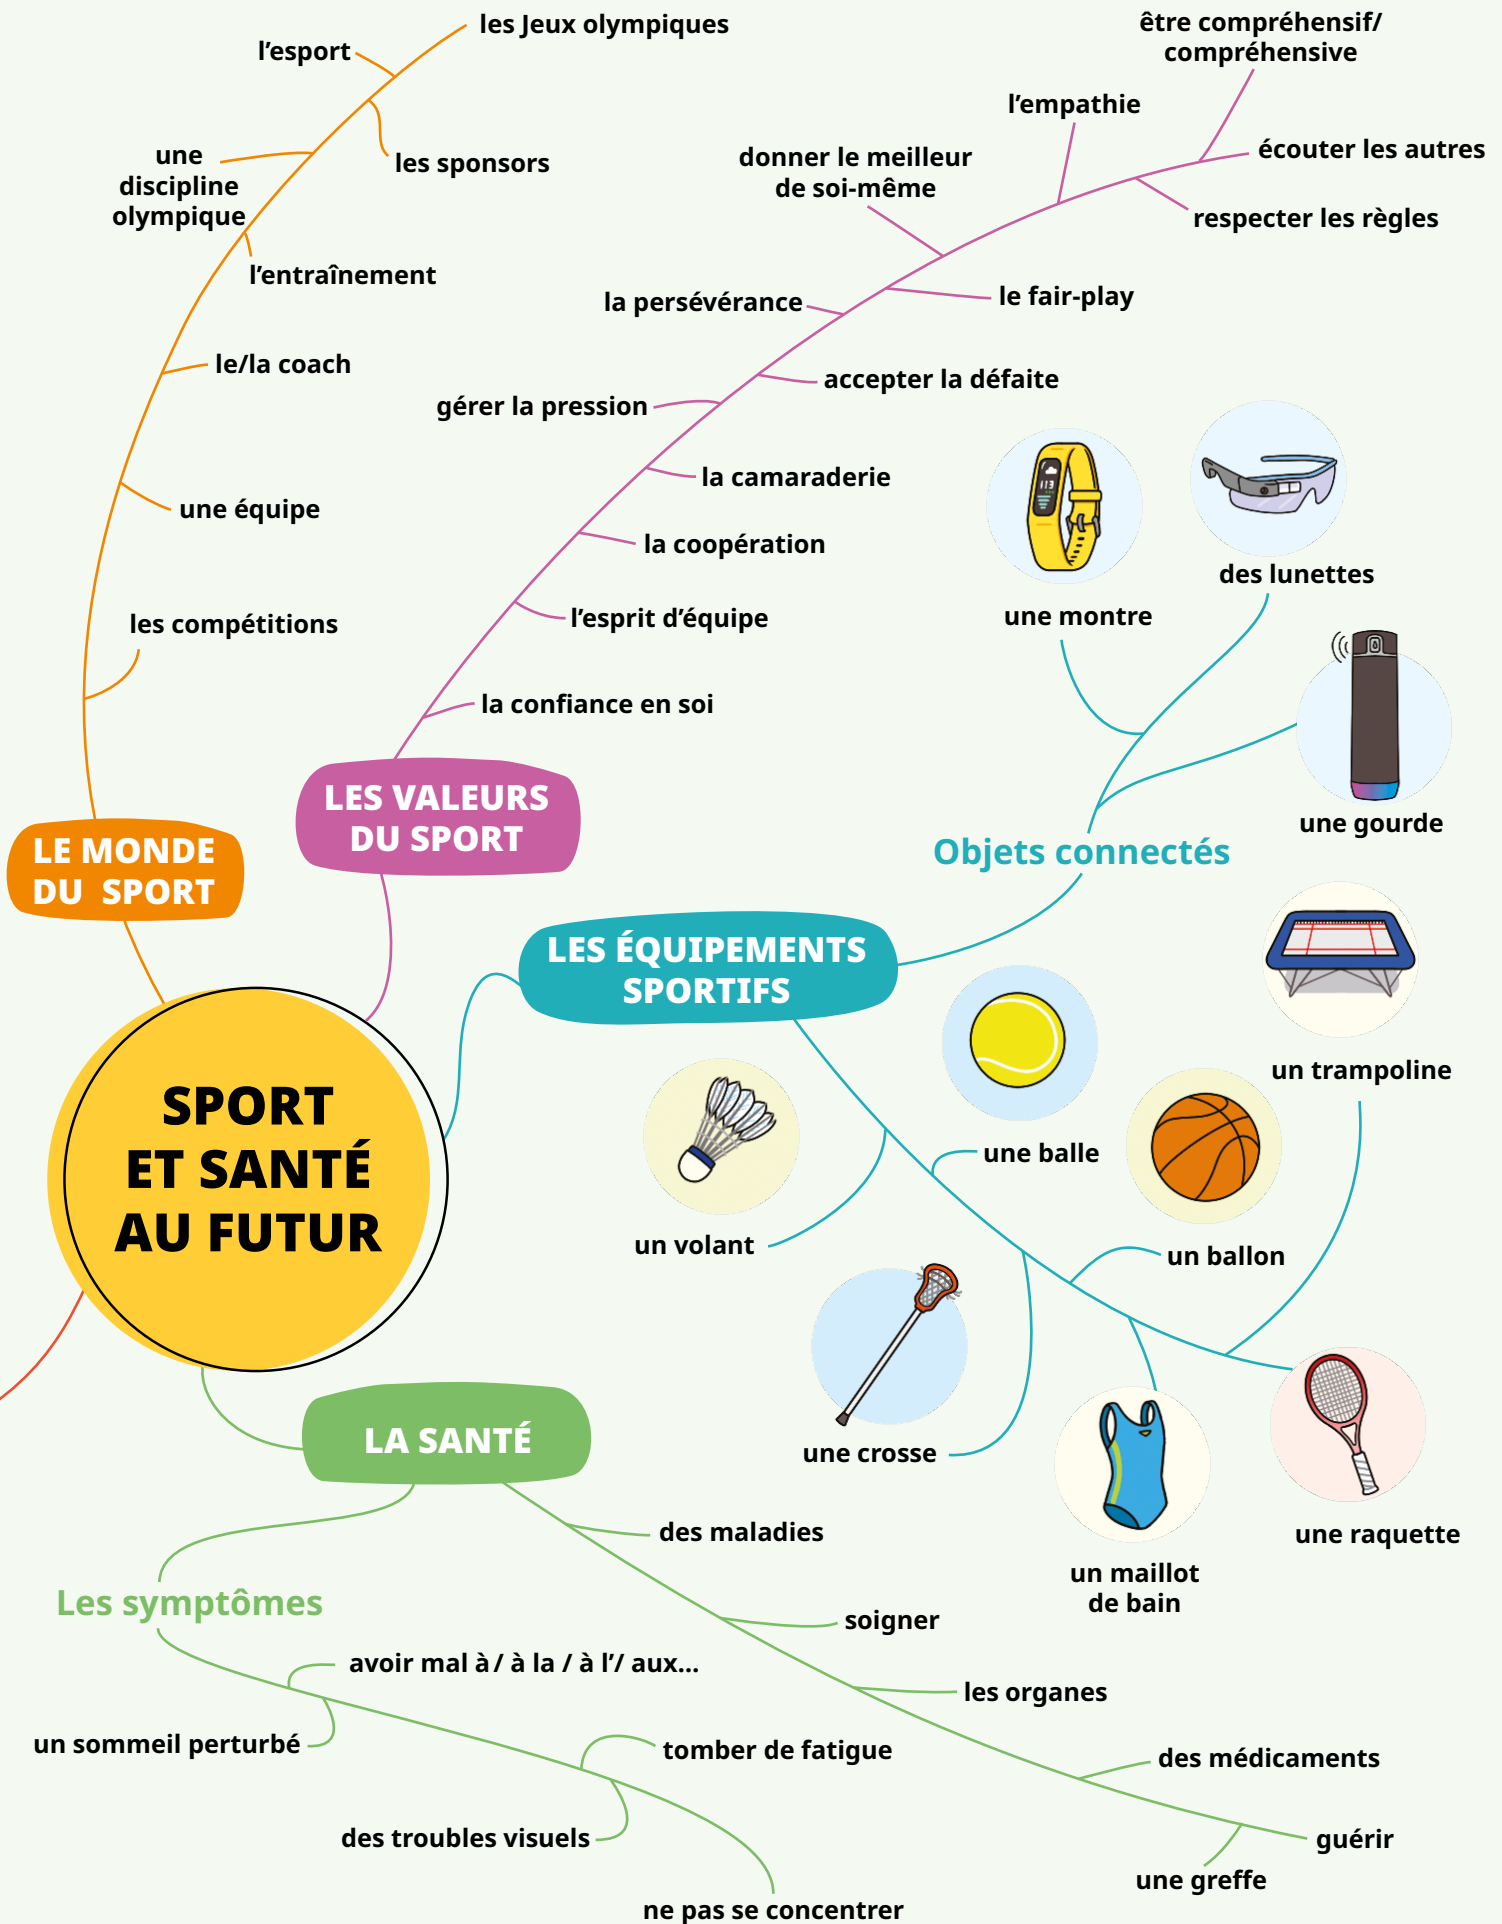 les Jeux olympiques
l'esport
les sponsors
une
discipline
olympique
l'entraînement
le/la coach
une équipe
les compétitions
LE MONDE
DU SPORT
être compréhensif/
compréhensive
l'empathie
écouter les autres
donner le meilleur
de soi-même
respecter les règles
la persévérance
le fair-play
accepter la défaite
gérer la pression
la camaraderie
la coopération
l'esprit d'équipe
la confiance en soi
LES VALEURS
DU SPORT
113
des lunettes
une montre
une gourde
Objets connectés
LES ÉQUIPEMENTS
SPORTIFS
un trampoline
une balle
un volant
un ballon
une crosse
une raquette
un maillot
de bain
SPORT
ET SANTÉ
AU FUTUR
LA SANTÉ
des maladies
soigner
les organes
des médicaments
guérir
une greffe
Les symptômes
avoir mal à / à la / à l'/ aux...
un sommeil perturbé
tomber de fatigue
des troubles visuels
ne pas se concentrer